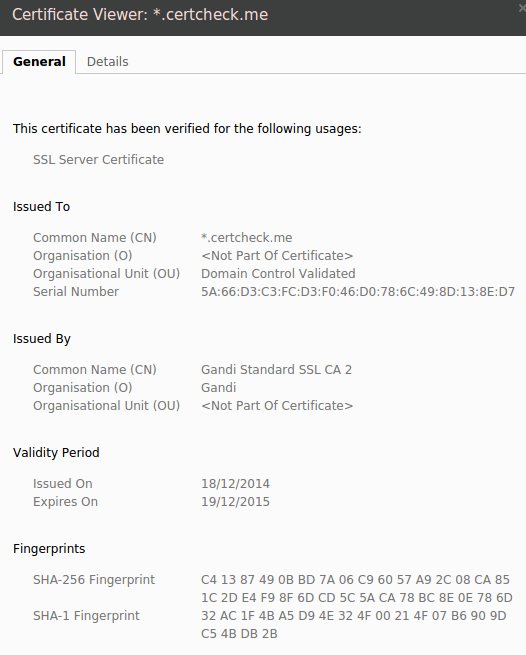 Certificate Viewer: *.certcheck.me
General Details
This certificate has been verified for the following usages:
SSL Server Certificate
Issued To
Common Name (CN) *.certcheck.me
Organisation (O) <Not Part Of Certificate>
Organisational Unit (OU) Domain Control Validated
Serial Number 5A:66:D3:C3:FC:D3:F0:46:D0:78:6C:49:8D:13:8E:D7
Issued By
Common Name (CN) Gandi Standard SSL CA 2
Organisation (O) Gandi
Organisational Unit (OU) <Not Part Of Certificate>
Validity Period
Issued On 18/12/2014
Expires On 19/12/2015
Fingerprints
SHA-256 Fingerprint C4 13 87 49 0B BD 7A 06 C9 60 57 A9 2C 08 CA 85
1C 2D E4 F9 8F 6D CD 5C 5A CA 78 BC 8E 0E 78 6D
SHA-1 Fingerprint 32 AC 1F 4B A5 D9 4E 32 4F 00 21 4F 07 B6 90 9D
C5 4B DB 2B